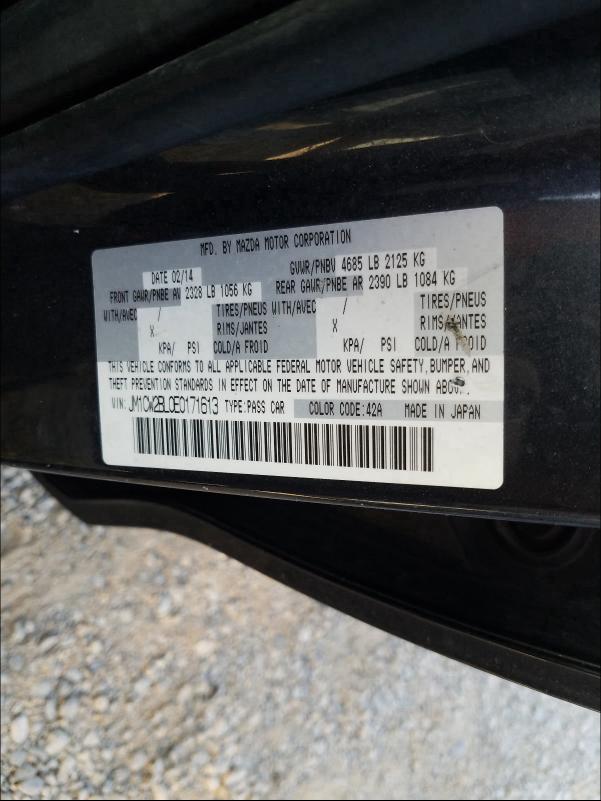 MFD. BY MAZDA MOTOR CORPORATION
DATE 02/14 GVWR/PNBV 4685 LB 2125 KG
FRONT GAWR/PNBE AV 2328 LB 1056 KG REAR GAWR/PNBE AR 2390 LB 1084 KG
WITH/AVEC / TIRES/PNEUS WITH/AVEC / TIRES/PNEUS
X RIMS/JANTES X RIMS/JANTES
KPA/ PSI COLD/A FROID KPA/ PSI COLD/A FROID
THIS VEHICLE CONFORMS TO ALL APPLICABLE FEDERAL MOTOR VEHICLE SAFETY, BUMPER, AND
THEFT PREVENTION STANDARDS IN EFFECT ON THE DATE OF MANUFACTURE SHOWN ABOVE.
VIN: JM1CW2BL0E0171613 TYPE:PASS CAR COLOR CODE:42A MADE IN JAPAN